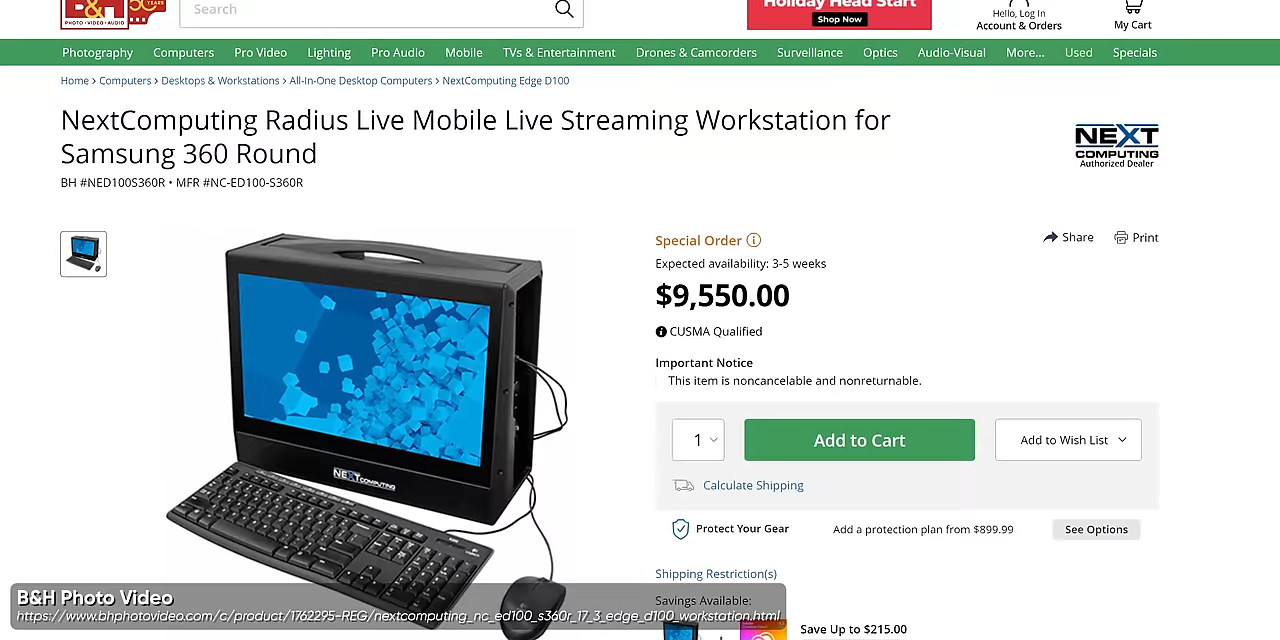 B&H
50 YEARS
PHOTO • VIDEO • AUDIO
Search
Holiday Head Start
Shop Now
Hello, Log In
Account & Orders
My Cart
Photography Computers Pro Video Lighting Pro Audio Mobile TVs & Entertainment Drones & Camcorders Surveillance Optics Audio-Visual More... Used Specials
Home › Computers › Desktops & Workstations › All-In-One Desktop Computers › NextComputing Edge D100
NextComputing Radius Live Mobile Live Streaming Workstation for
Samsung 360 Round
BH #NED100S360R • MFR #NC-ED100-S360R
NEXT
COMPUTING
Authorized Dealer
Special Order
Share Print
Expected availability: 3-5 weeks
$9,550.00
CUSMA Qualified
Important Notice
This item is noncancelable and nonreturnable.
1
Add to Cart
Add to Wish List
Calculate Shipping
NEXT COMPUTING
Protect Your Gear Add a protection plan from $899.99 See Options
Shipping Restriction(s)
Savings Available:
B&H Photo Video
https://www.bhphotovideo.com/c/product/1762295-REG/nextcomputing_nc_ed100_s360r_17_3_edge_d100_workstation.html
Save Up to $215.00